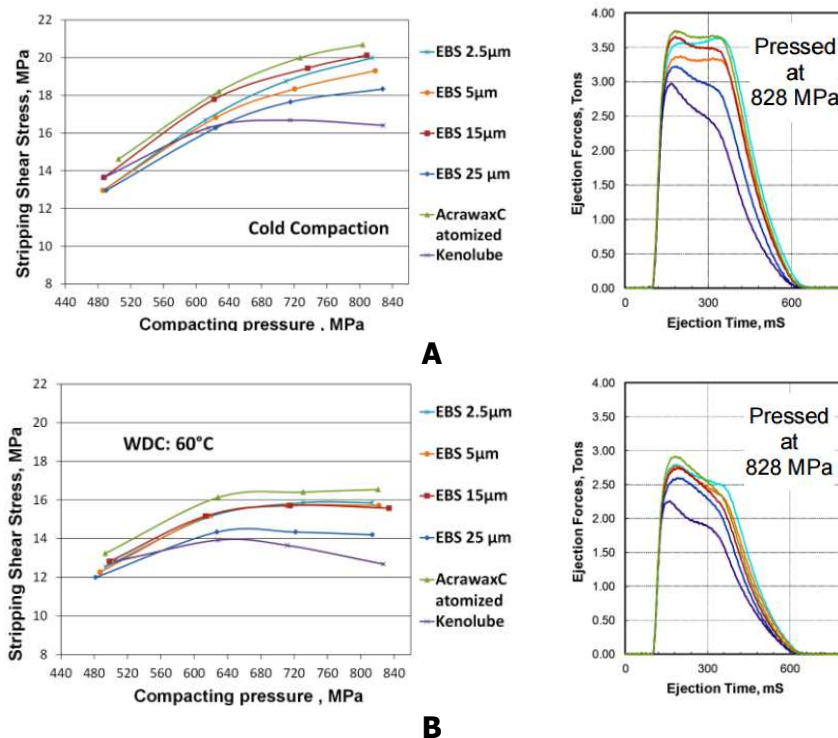 22
20
18
16
14
12
10
8
Stripping Shear Stress, MPa
440 480 520 560 600 640 680 720 760 800 840
Compacting pressure , MPa
Cold Compaction
EBS 2.5µm
EBS 5µm
EBS 15µm
EBS 25 µm
AcrawaxC
atomized
Kenolube
4.00
3.50
3.00
2.50
2.00
1.50
1.00
0.50
0.00
Ejection Forces, Tons
0 300 600
Ejection Time, mS
Pressed
at
828 MPa
A
22
20
18
16
14
12
10
8
Stripping Shear Stress, MPa
440 480 520 560 600 640 680 720 760 800 840
Compacting pressure , MPa
WDC: 60°C
EBS 2.5µm
EBS 5µm
EBS 15µm
EBS 25 µm
AcrawaxC
atomized
Kenolube
4.00
3.50
3.00
2.50
2.00
1.50
1.00
0.50
0.00
Ejection Forces, Tons
0 300 600
Ejection Time, mS
Pressed
at
828 MPa
B